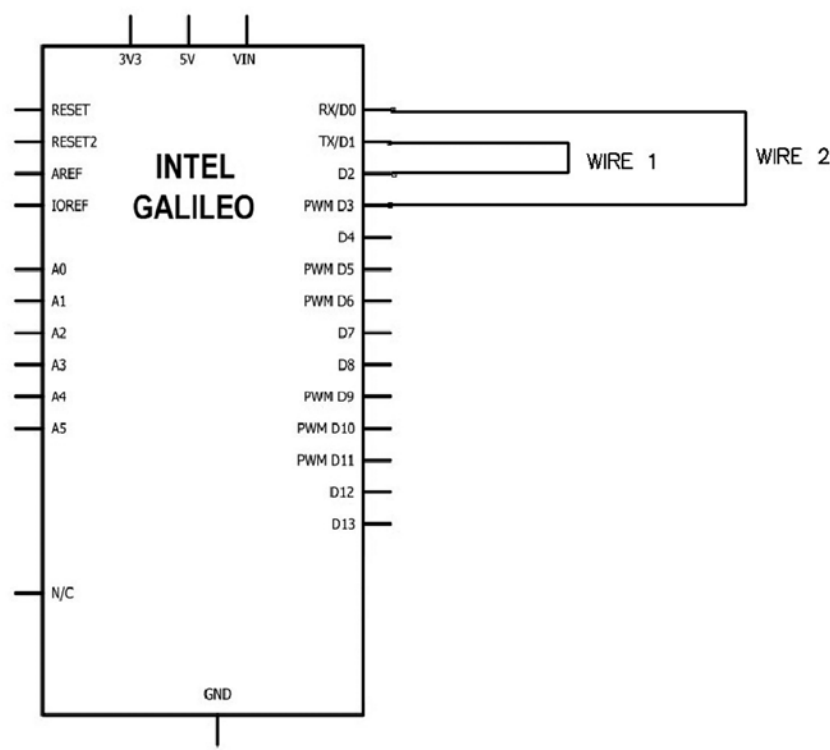 3V3 5V VIN
RESET RX/D0
RESET2 TX/D1
AREF D2
IOREF PWM D3
INTEL
GALILEO
WIRE 1
WIRE 2
D4
A0 PWM D5
A1 PWM D6
A2 D7
A3 D8
A4 PWM D9
A5 PWM D10
PWM D11
D12
D13
N/C
GND